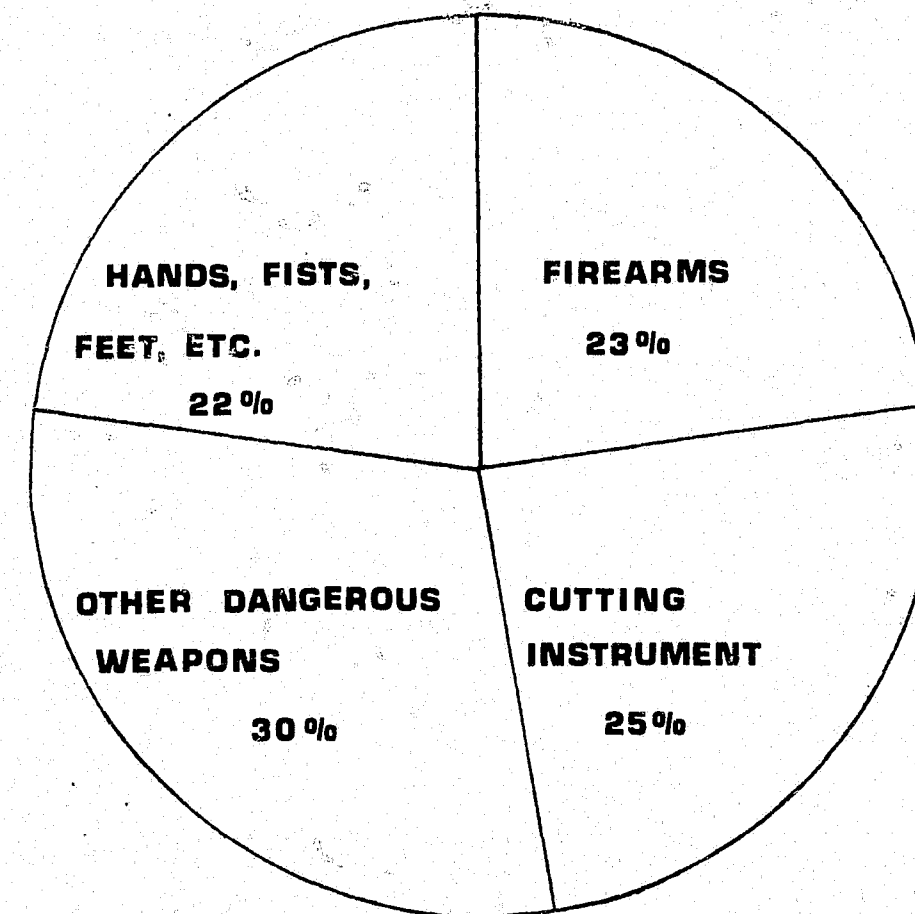 HANDS, FISTS,
FEET, ETC.
22%
FIREARMS
23%
OTHER DANGEROUS
WEAPONS
30%
CUTTING
INSTRUMENT
25%